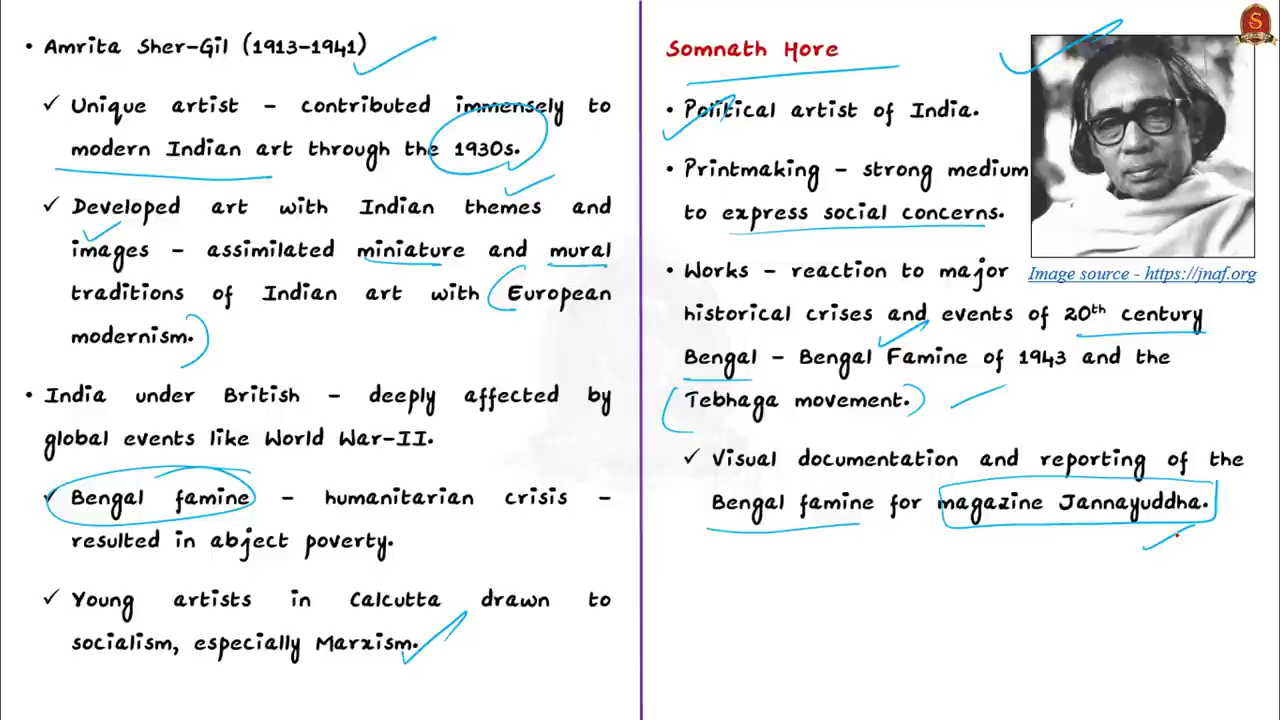 • Amrita Sher-Gil (1913-1941)
✓ Unique artist – contributed immensely to
modern Indian art through the 1930s.
✓ Developed art with Indian themes and
images – assimilated miniature and mural
traditions of Indian art with European
modernism.
• India under British – deeply affected by
global events like World War-II.
✓ Bengal famine – humanitarian crisis –
resulted in abject poverty.
✓ Young artists in Calcutta drawn to
socialism, especially Marxism.
Somnath Hore
• Political artist of India.
• Printmaking – strong medium
to express social concerns.
• Works – reaction to major
historical crises and events of 20th century
Bengal – Bengal Famine of 1943 and the
Tebhaga movement.
✓ Visual documentation and reporting of the
Bengal famine for magazine Jannayuddha.
Image source - https://jnaf.org
S